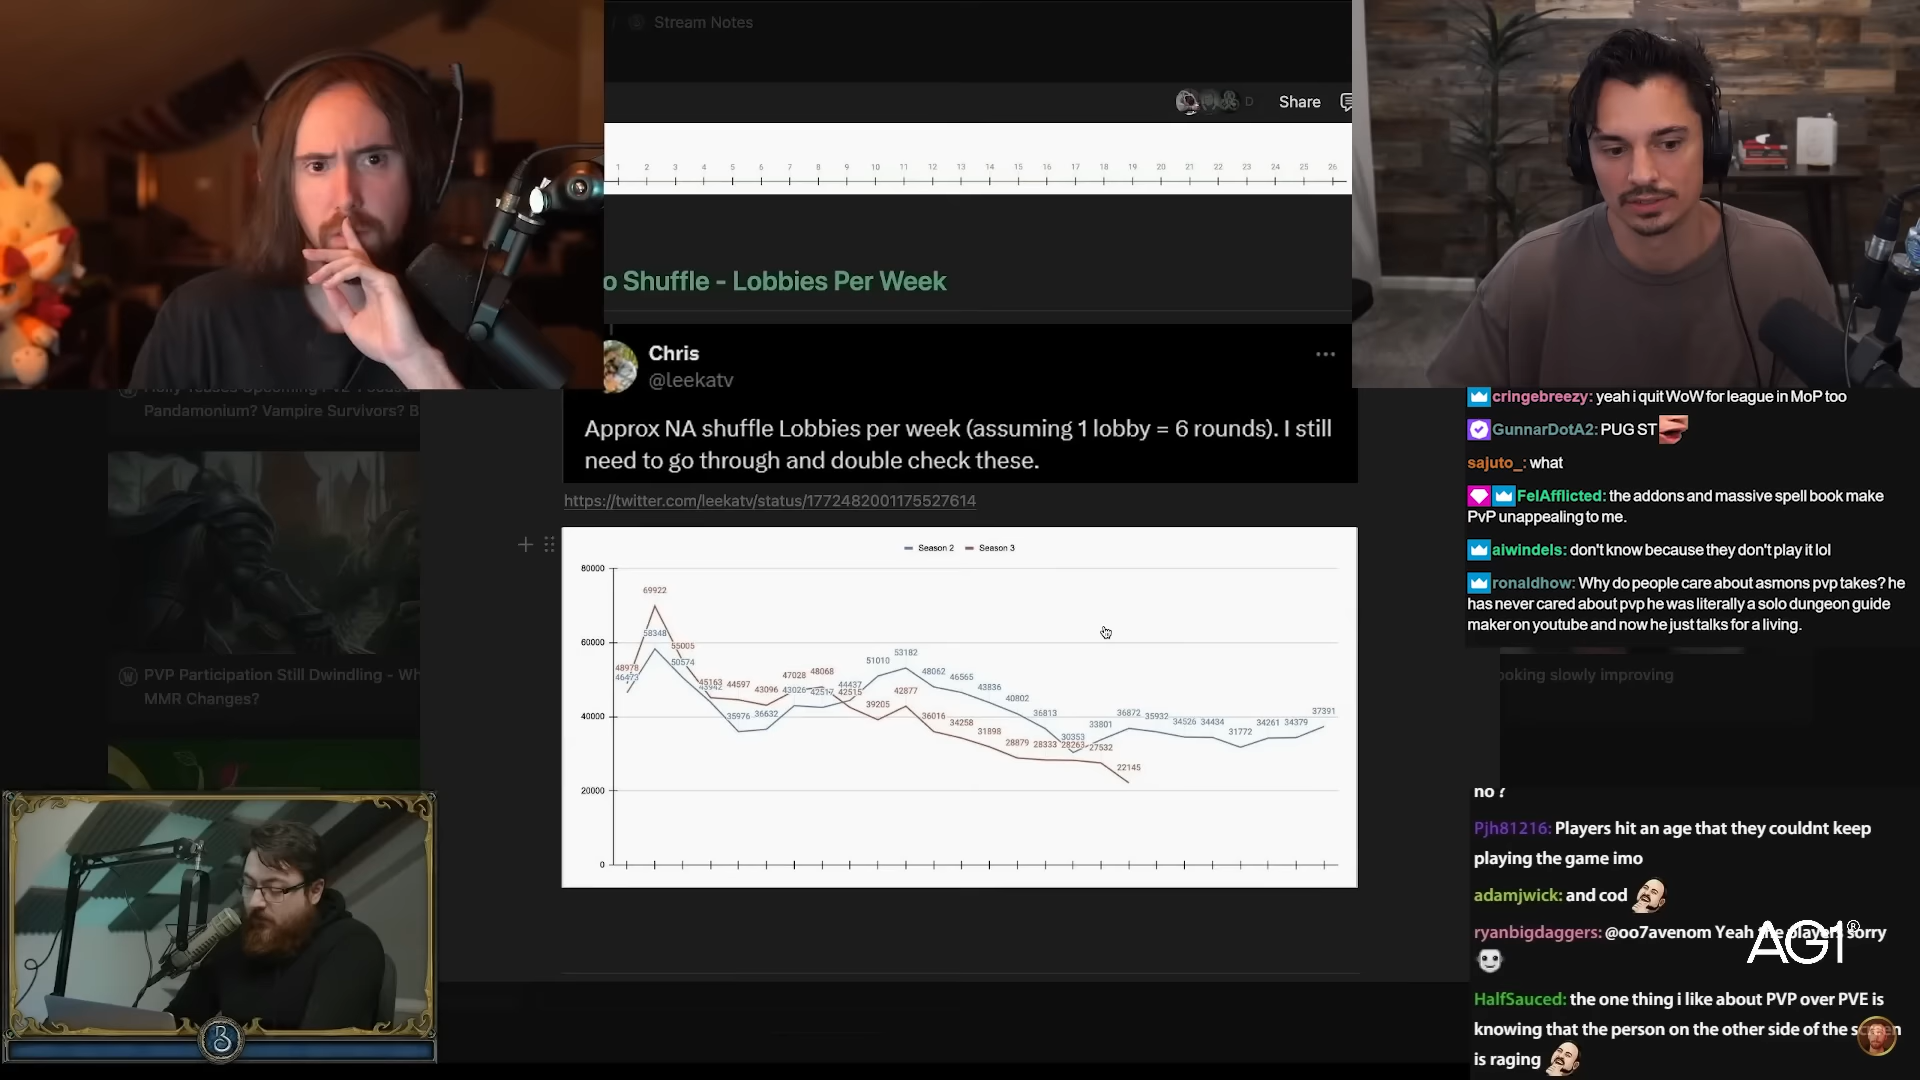 Stream Notes
Share
1 2 3 4 5 6 7 8 9 10 11 12 13 14 15 16 17 18 19 20 21 22 23 24 25 26
o Shuffle - Lobbies Per Week
Chris
@leekatv
Approx NA shuffle Lobbies per week (assuming 1 lobby = 6 rounds). I still
need to go through and double check these.
https://twitter.com/leekatv/status/1772482001175527614
Pandamonium? Vampire Survivors? B
PVP Participation Still Dwindling - Wh
MMR Changes?
Season 2 Season 3
80000
60000
40000
20000
0
69922
58348
55005
50574
48978
46473
45163
43942
44597
35976
43096
36632
47028
43026
48068
42517
44437
42515
51010
39205
53182
42877
48062
36016
46565
34258
43836
31898
40802
28879
36813
28333
30353
28263
33801
27532
36872
22145
35932
34526
34434
31772
34261
34379
37391
cringebreezy: yeah i quit WoW for league in MoP too
GunnarDotA2: PUG ST
sajuto_: what
FelAfflicted: the addons and massive spell book make
PvP unappealing to me.
aiwindels: don't know because they don't play it lol
ronaldhow: Why do people care about asmons pvp takes? he
has never cared about pvp he was literally a solo dungeon guide
maker on youtube and now he just talks for a living.
ooking slowly improving
no ?
Pjh81216: Players hit an age that they couldnt keep
playing the game imo
adamjwick: and cod
ryanbigdaggers: @oo7avenom Yeah the players sorry
AG1®
HalfSauced: the one thing i like about PVP over PVE is
knowing that the person on the other side of the screen
is raging
B